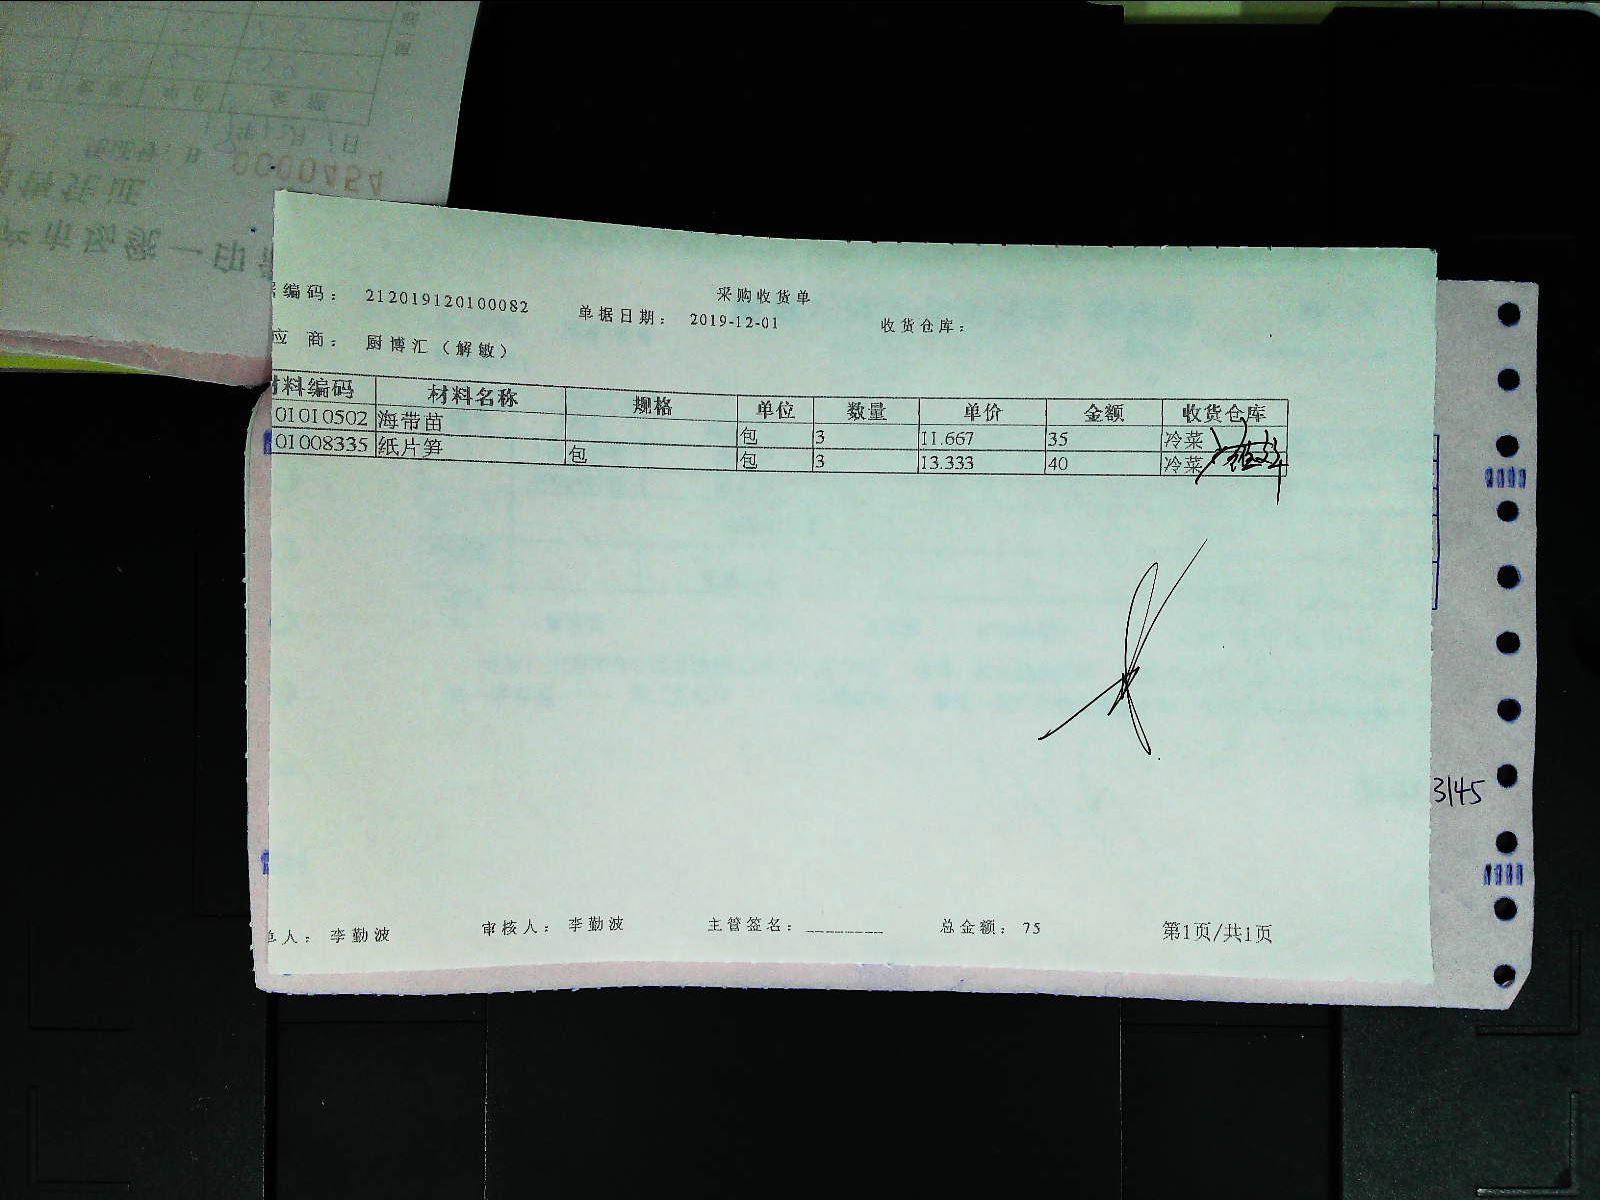 采购收货单
编码： 212019120100082 单据日期： 2019-12-01 收货仓库：
应 商： 厨博汇（解敏）
材料编码 材料名称 规格 单位 数量 单价 金额 收货仓库
01010502 海带苗 包 3 11.667 35 冷菜
01008335 纸片笋 包 包 3 13.333 40 冷菜
单人： 李勤波 审核人： 李勤波 主管签名：________ 总金额： 75 第1页/共1页
3145
0000454